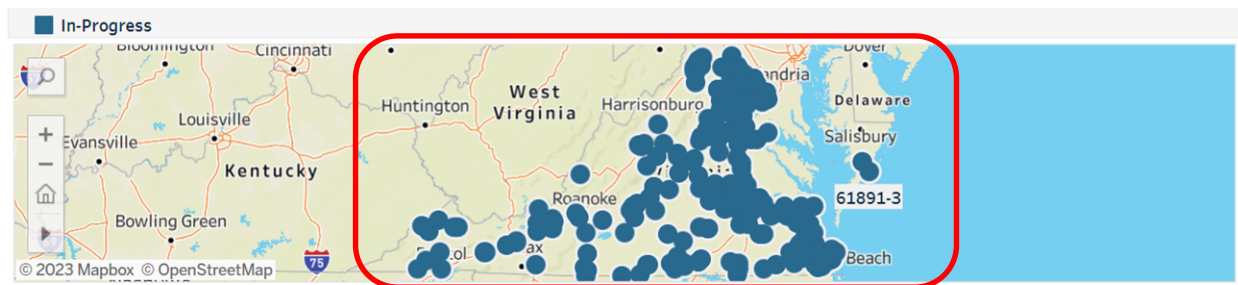 In-Progress
Bloomington
Cincinnati
Dover
West
Virginia
Huntington
Harrisonburg
Delaware
Louisville
Evansville
Salisbury
Kentucky
Roanoke
61891-3
Bowling Green
Beach
75
© 2023 Mapbox © OpenStreetMap